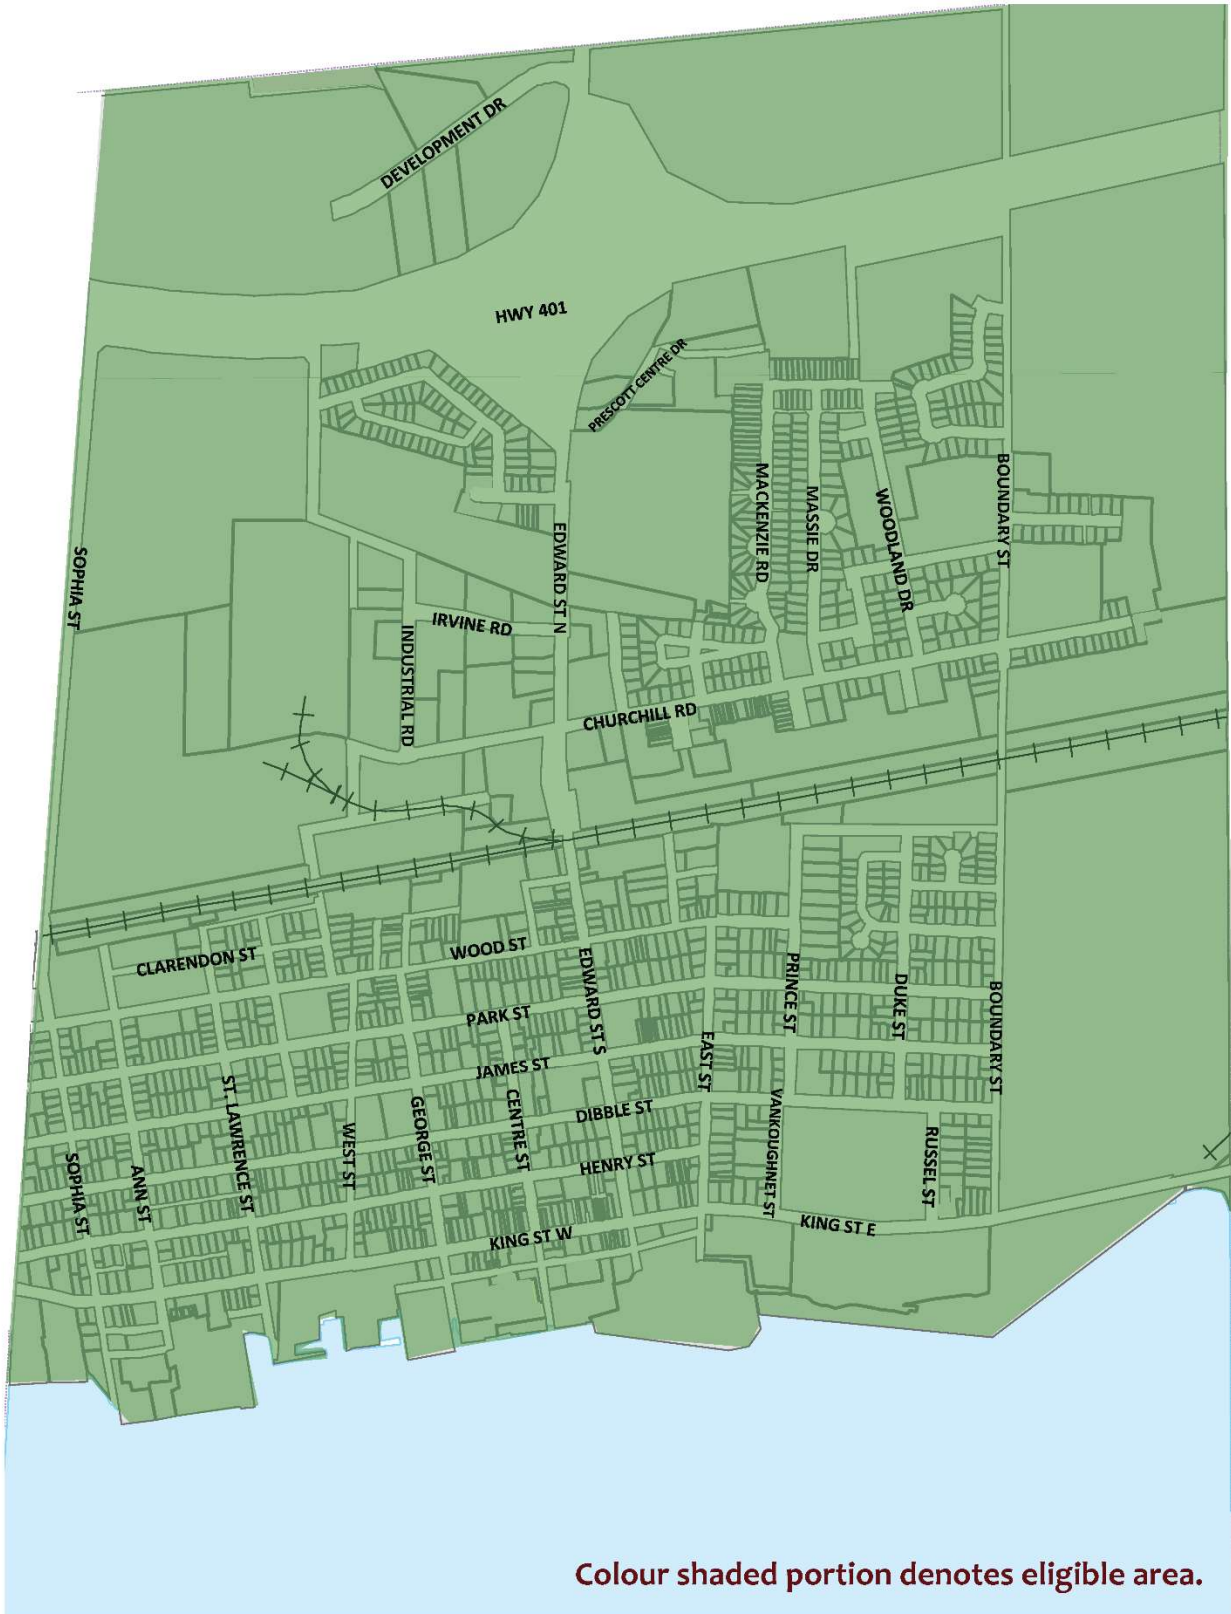 DEVELOPMENT DR
HWY 401
PRESCOTT CENTRE DR
BOUNDARY ST
MACKENZIE RD
MASSIE DR
WOODLAND DR
EDWARD ST N
SOPHIA ST
IRVINE RD
INDUSTRIAL RD
CHURCHILL RD
CLARENDON ST
WOOD ST
EDWARD ST S
PRINCE ST
DUKE ST
BOUNDARY ST
PARK ST
EAST ST
JAMES ST
ST. LAWRENCE ST
GEORGE ST
CENTRE ST
DIBBLE ST
VANKOUGHNET ST
WEST ST
RUSSEL ST
SOPHIA ST
ANN ST
HENRY ST
KING ST E
KING ST W
Colour shaded portion denotes eligible area.